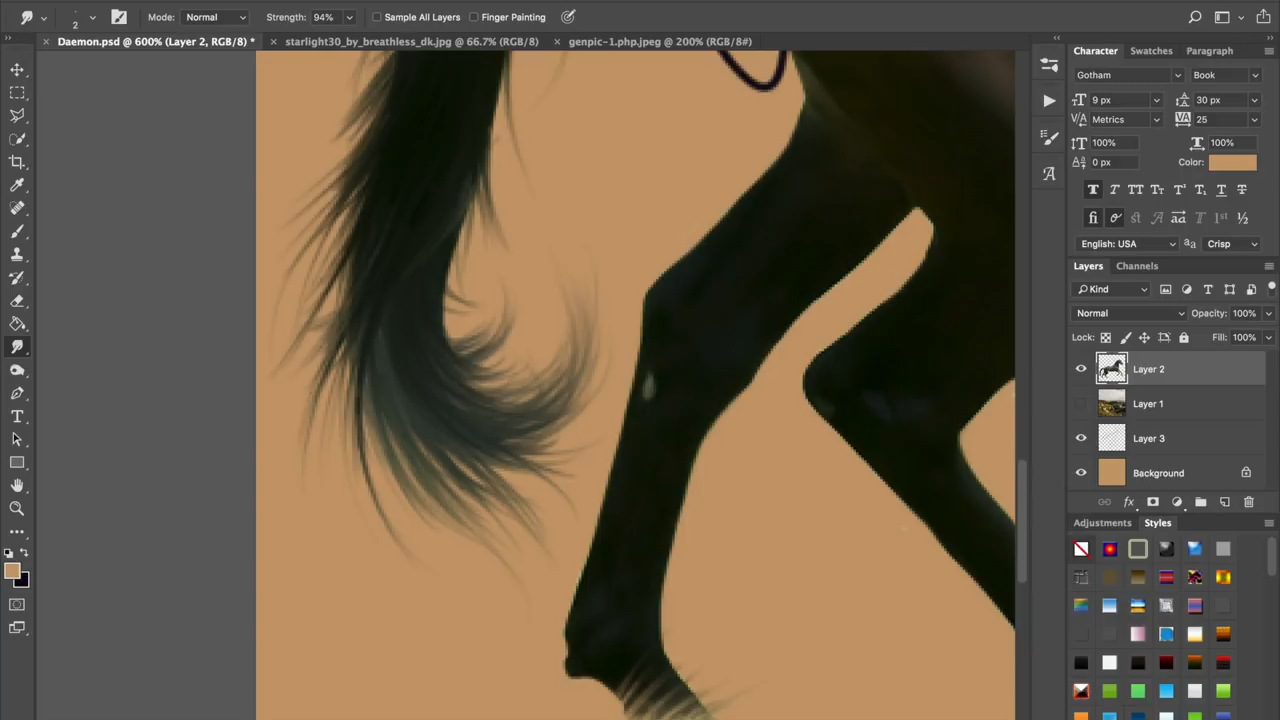 2 Mode: Normal Strength: 94% Sample All Layers Finger Painting
Daemon.psd @ 600% (Layer 2, RGB/8) * starlight30_by_breathless_dk.jpg @ 66.7% (RGB/8) genpic-1.php.jpeg @ 200% (RGB/8#)
Character Swatches Paragraph
Gotham Book
9 px 30 px
Metrics 25
100% 100%
0 px Color:
English: USA Crisp
Layers Channels
Kind
Normal Opacity: 100%
Lock: Fill: 100%
Layer 2
Layer 1
Layer 3
Background
Adjustments Styles